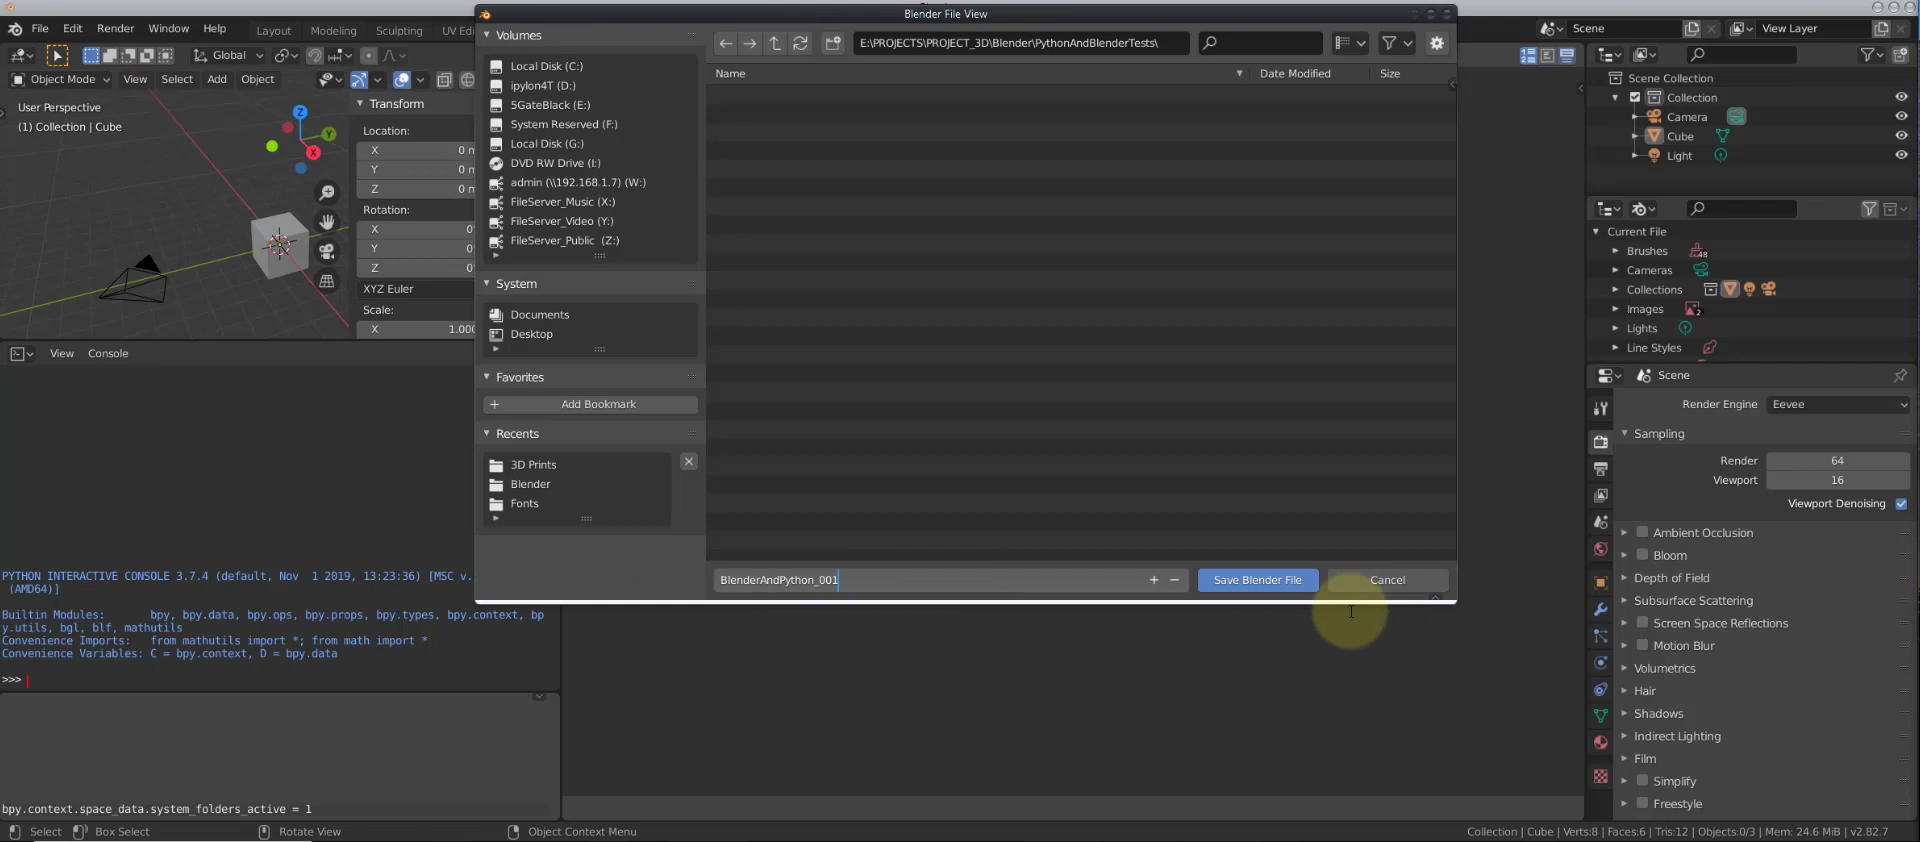 Blender File View
File Edit Render Window Help Layout Modeling Sculpting UV Edi
Scene View Layer
Object Mode View Select Add Object Global
User Perspective
(1) Collection | Cube
Z
Y
X
Transform
Location:
X 0 m
Y 0 m
Z 0 m
Rotation:
X 0°
Y 0°
Z 0°
XYZ Euler
Scale:
X 1.000
Volumes
Local Disk (C:)
ipylon4T (D:)
5GateBlack (E:)
System Reserved (F:)
Local Disk (G:)
DVD RW Drive (I:)
admin (\\192.168.1.7) (W:)
FileServer_Music (X:)
FileServer_Video (Y:)
FileServer_Public (Z:)
System
Documents
Desktop
Favorites
Add Bookmark
Recents
3D Prints
Blender
Fonts
E:\PROJECTS\PROJECT_3D\Blender\PythonAndBlenderTests\
Name Date Modified Size
BlenderAndPython_001 Save Blender File Cancel
View Console
PYTHON INTERACTIVE CONSOLE 3.7.4 (default, Nov 1 2019, 13:23:36) [MSC v.
(AMD64)]
Builtin Modules: bpy, bpy.data, bpy.ops, bpy.props, bpy.types, bpy.context, bp
y.utils, bgl, blf, mathutils
Convenience Imports: from mathutils import *; from math import *
Convenience Variables: C = bpy.context, D = bpy.data
>>>
bpy.context.space_data.system_folders_active = 1
Scene Collection
Collection
Camera
Cube
Light
Current File
Brushes 48
Cameras
Collections
Images 2
Lights
Line Styles
Scene
Render Engine Eevee
Sampling
Render 64
Viewport 16
Viewport Denoising
Ambient Occlusion
Bloom
Depth of Field
Subsurface Scattering
Screen Space Reflections
Motion Blur
Volumetrics
Hair
Shadows
Indirect Lighting
Film
Simplify
Freestyle
Select Box Select Rotate View Object Context Menu
Collection | Cube | Verts:8 | Faces:6 | Tris:12 | Objects:0/3 | Mem: 24.6 MiB | v2.82.7